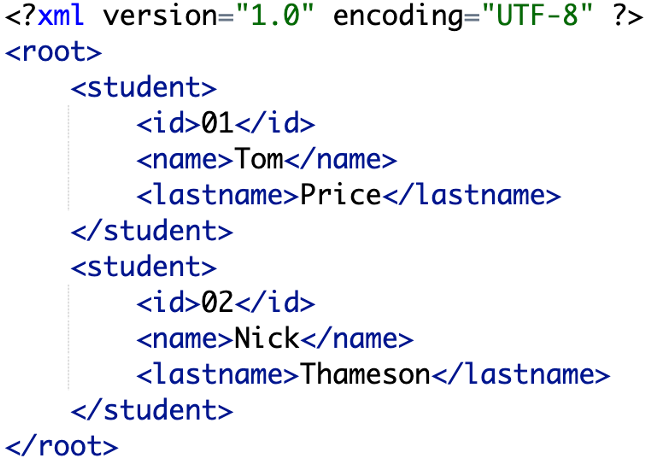 <?xml version="1.0" encoding="UTF-8" ?>
<root>
    <student>
        <id>01</id>
        <name>Tom</name>
        <lastname>Price</lastname>
    </student>
    <student>
        <id>02</id>
        <name>Nick</name>
        <lastname>Thameson</lastname>
    </student>
</root>